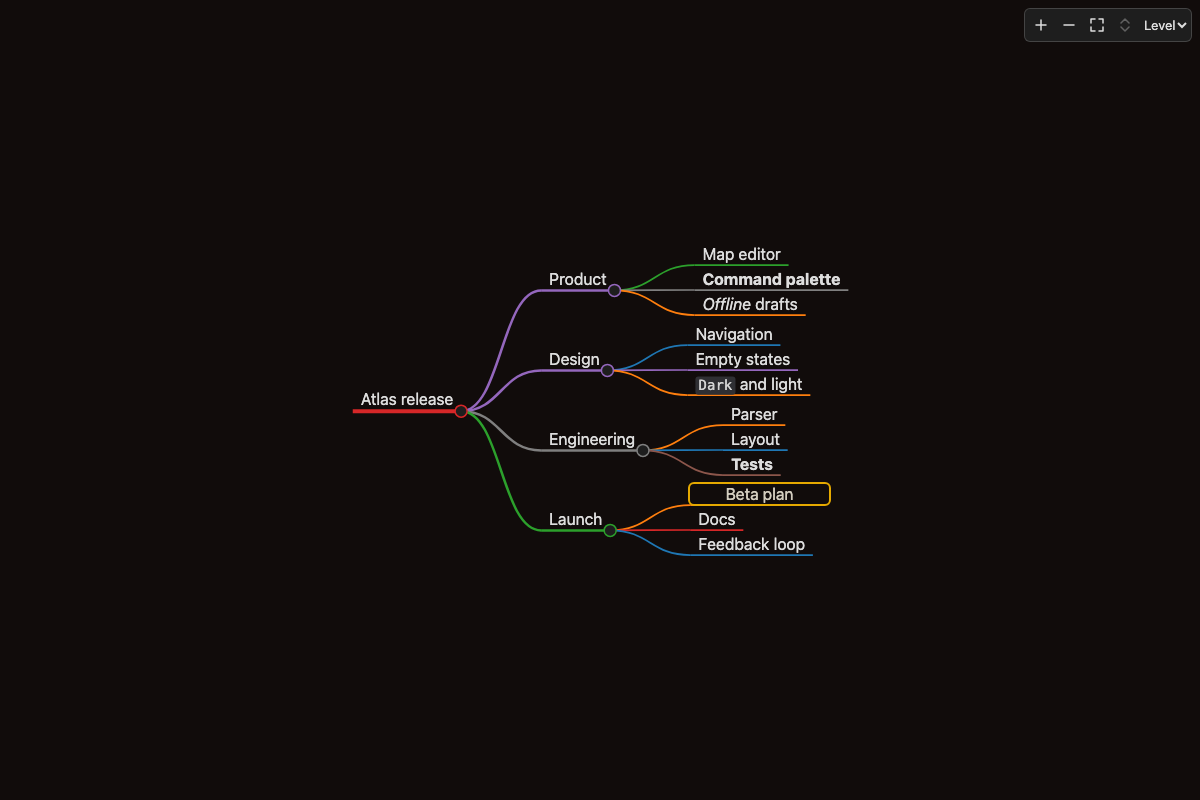 Level
Atlas release
Product
Map editor
Command palette
Offline drafts
Design
Navigation
Empty states
Dark and light
Engineering
Parser
Layout
Tests
Launch
Beta plan
Docs
Feedback loop